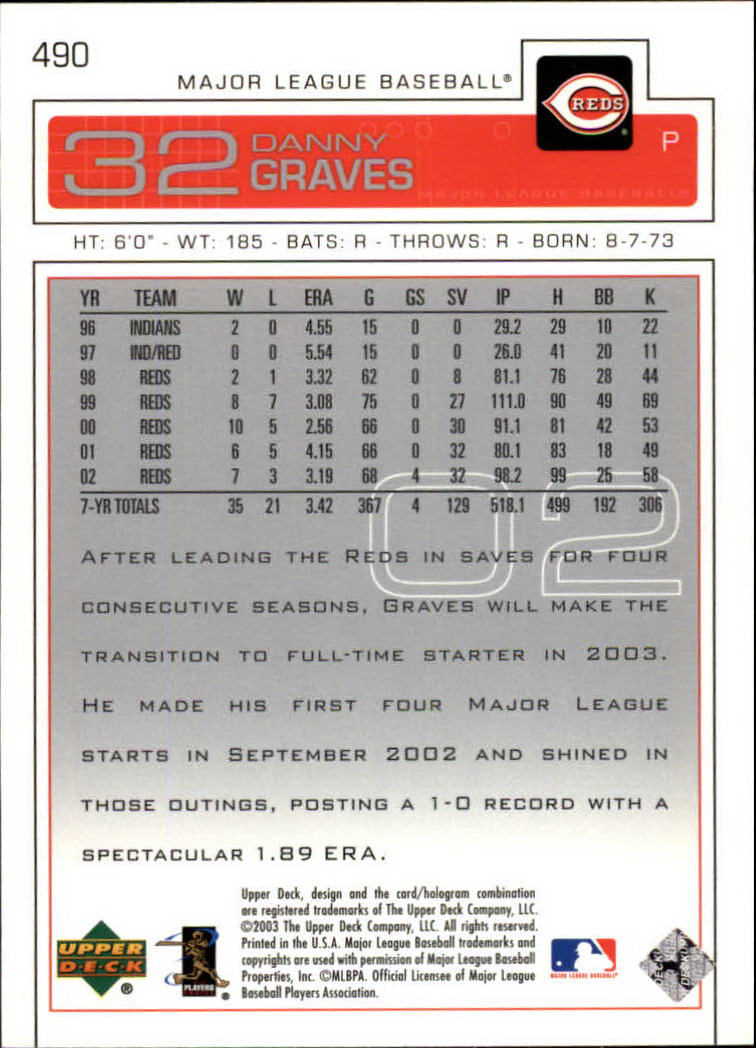 490
MAJOR LEAGUE BASEBALL®
REDS
32 DANNY
GRAVES
P
MAJOR LEAGUE BASEBALL®
HT: 6'0" - WT: 185 - BATS: R - THROWS: R - BORN: 8-7-73
YR TEAM W L ERA G GS SV IP H BB K
96 INDIANS 2 0 4.55 15 0 0 29.2 29 10 22
97 IND/RED 0 0 5.54 15 0 0 26.0 41 20 11
98 REDS 2 1 3.32 62 0 8 81.1 76 28 44
99 REDS 8 7 3.08 75 0 27 111.0 90 49 69
00 REDS 10 5 2.56 66 0 30 91.1 81 42 53
01 REDS 6 5 4.15 66 0 32 80.1 83 18 49
02 REDS 7 3 3.19 68 4 32 98.2 99 25 58
7-YR TOTALS 35 21 3.42 367 4 129 518.1 499 192 306
02
AFTER LEADING THE REDS IN SAVES FOR FOUR
CONSECUTIVE SEASONS, GRAVES WILL MAKE THE
TRANSITION TO FULL-TIME STARTER IN 2003.
HE MADE HIS FIRST FOUR MAJOR LEAGUE
STARTS IN SEPTEMBER 2002 AND SHINED IN
THOSE OUTINGS, POSTING A 1-0 RECORD WITH A
SPECTACULAR 1.89 ERA.
Upper Deck, design and the card/hologram combination
are registered trademarks of The Upper Deck Company, LLC.
©2003 The Upper Deck Company, LLC. All rights reserved.
Printed in the U.S.A. Major League Baseball trademarks and
copyrights are used with permission of Major League Baseball
Properties, Inc. ©MLBPA. Official Licensee of Major League
Baseball Players Association.
UPPER
D·E·C·K
®
PLAYERS
®
MAJOR LEAGUE BASEBALL®